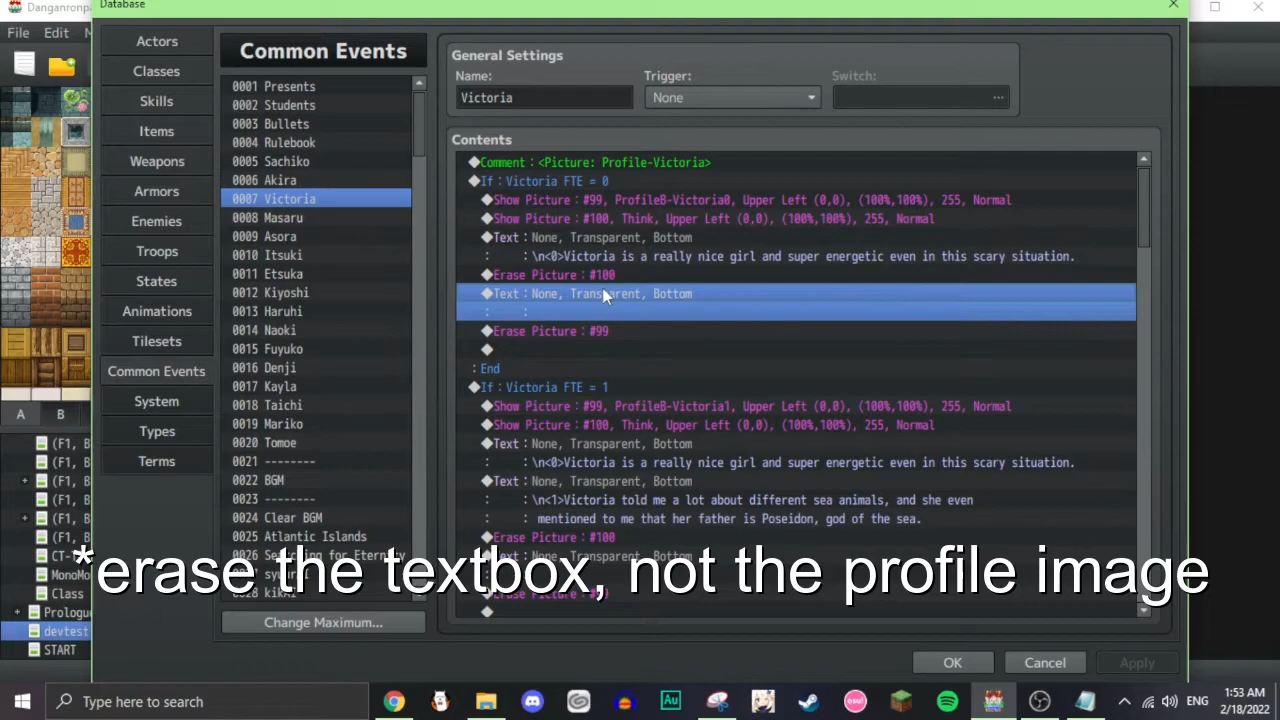 Danganronpa
Database
File Edit
Actors
Classes
Skills
Items
Weapons
Armors
Enemies
Troops
States
Animations
Tilesets
Common Events
System
Types
Terms
A B
(F1, B
(F1, B
(F1, B
(F1, B
(F1, B
(F1, B
CT-T
MonoMo
Class
Prologu
devtest
START
Common Events
0001 Presents
0002 Students
0003 Bullets
0004 Rulebook
0005 Sachiko
0006 Akira
0007 Victoria
0008 Masaru
0009 Asora
0010 Itsuki
0011 Etsuka
0012 Kiyoshi
0013 Haruhi
0014 Naoki
0015 Fuyuko
0016 Denji
0017 Kayla
0018 Taichi
0019 Mariko
0020 Tomoe
0021 --------
0022 BGM
0023 --------
0024 Clear BGM
0025 Atlantic Islands
Change Maximum...
General Settings
Name: Trigger: Switch:
Victoria None ...
Contents
◆Comment：<Picture: Profile-Victoria>
◆If：Victoria FTE = 0
◆Show Picture：#99, ProfileB-Victoria0, Upper Left (0,0), (100%,100%), 255, Normal
◆Show Picture：#100, Think, Upper Left (0,0), (100%,100%), 255, Normal
◆Text：None, Transparent, Bottom
： ：\n<0>Victoria is a really nice girl and super energetic even in this scary situation.
◆Erase Picture：#100
◆Text：None, Transparent, Bottom
： ：
◆Erase Picture：#99
◆
：End
◆If：Victoria FTE = 1
◆Show Picture：#99, ProfileB-Victoria1, Upper Left (0,0), (100%,100%), 255, Normal
◆Show Picture：#100, Think, Upper Left (0,0), (100%,100%), 255, Normal
◆Text：None, Transparent, Bottom
： ：\n<0>Victoria is a really nice girl and super energetic even in this scary situation.
◆Text：None, Transparent, Bottom
： ：\n<1>Victoria told me a lot about different sea animals, and she even
： ： mentioned to me that her father is Poseidon, god of the sea.
◆Erase Picture：#100
*erase the textbox, not the profile image
OK Cancel Apply
Type here to search
Au
osu!
ENG
1:53 AM
2/18/2022